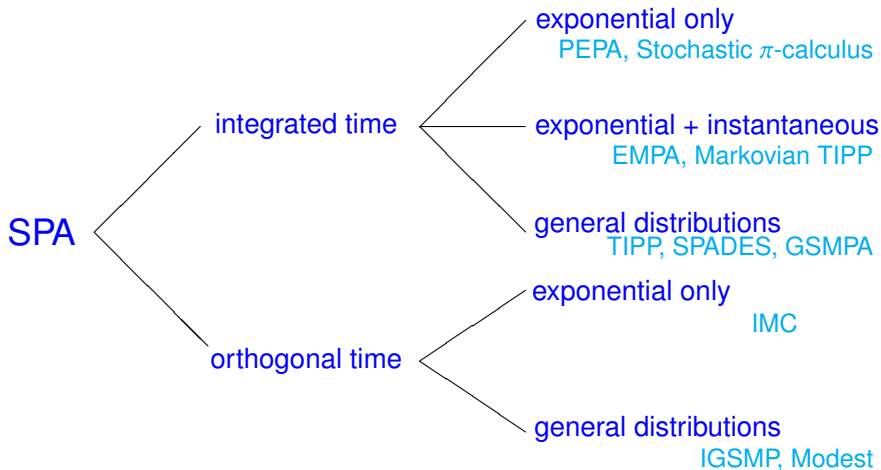 exponential only
PEPA, Stochastic π-calculus
integrated time
exponential + instantaneous
EMPA, Markovian TIPP
SPA
general distributions
TIPP, SPADES, GSMPA
exponential only
IMC
orthogonal time
general distributions
IGSMP, Modest